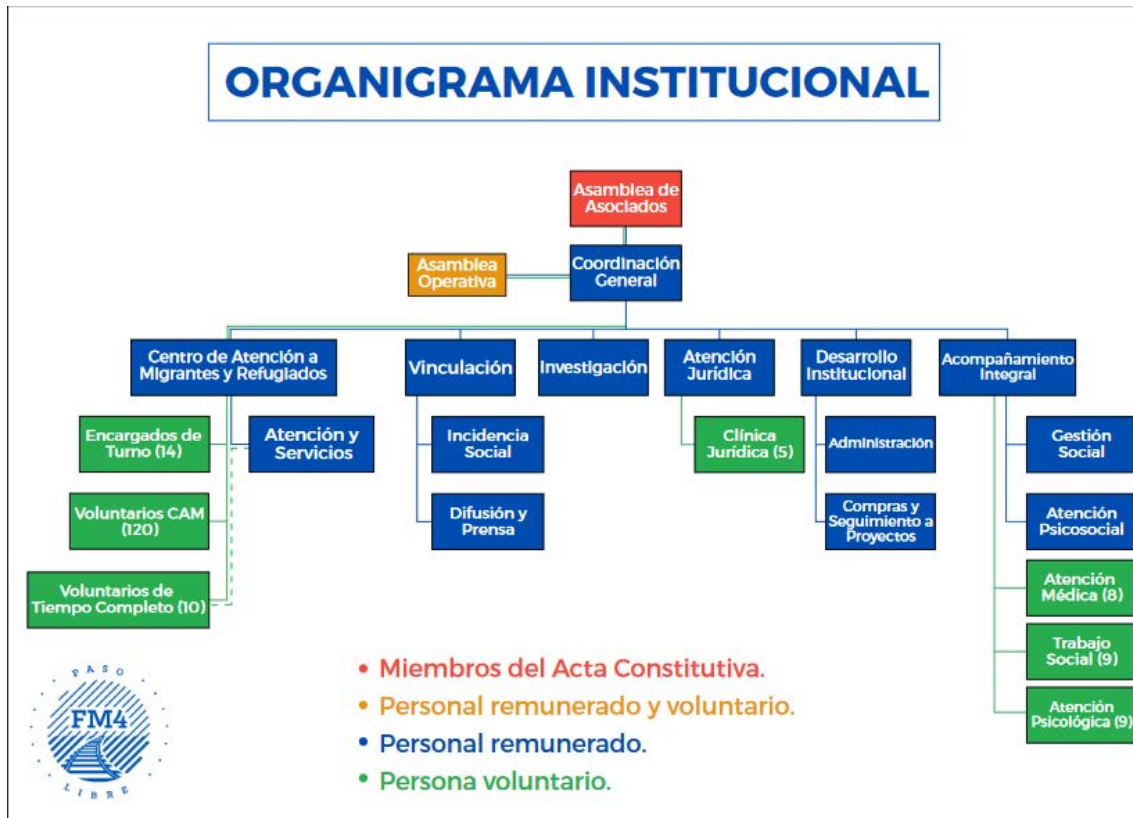 ORGANIGRAMA INSTITUCIONAL
Asamblea de
Asociados
Asamblea
Operativa
Coordinación
General
Centro de Atención a
Migrantes y Refugiados
Vinculación
Investigación
Atención
Jurídica
Desarrollo
Institucional
Acompañamiento
Integral
Encargados de
Turno (14)
Atención y
Servicios
Incidencia
Social
Clínica
Jurídica (5)
Administración
Gestión
Social
Voluntarios CAM
(120)
Difusión y
Prensa
Compras y
Seguimiento a
Proyectos
Atención
Psicosocial
Voluntarios de
Tiempo Completo (10)
Atención
Médica (8)
Trabajo
Social (9)
Atención
Psicológica (9)
• Miembros del Acta Constitutiva.
• Personal remunerado y voluntario.
• Personal remunerado.
• Persona voluntario.
PASO
FM4
LIBRE